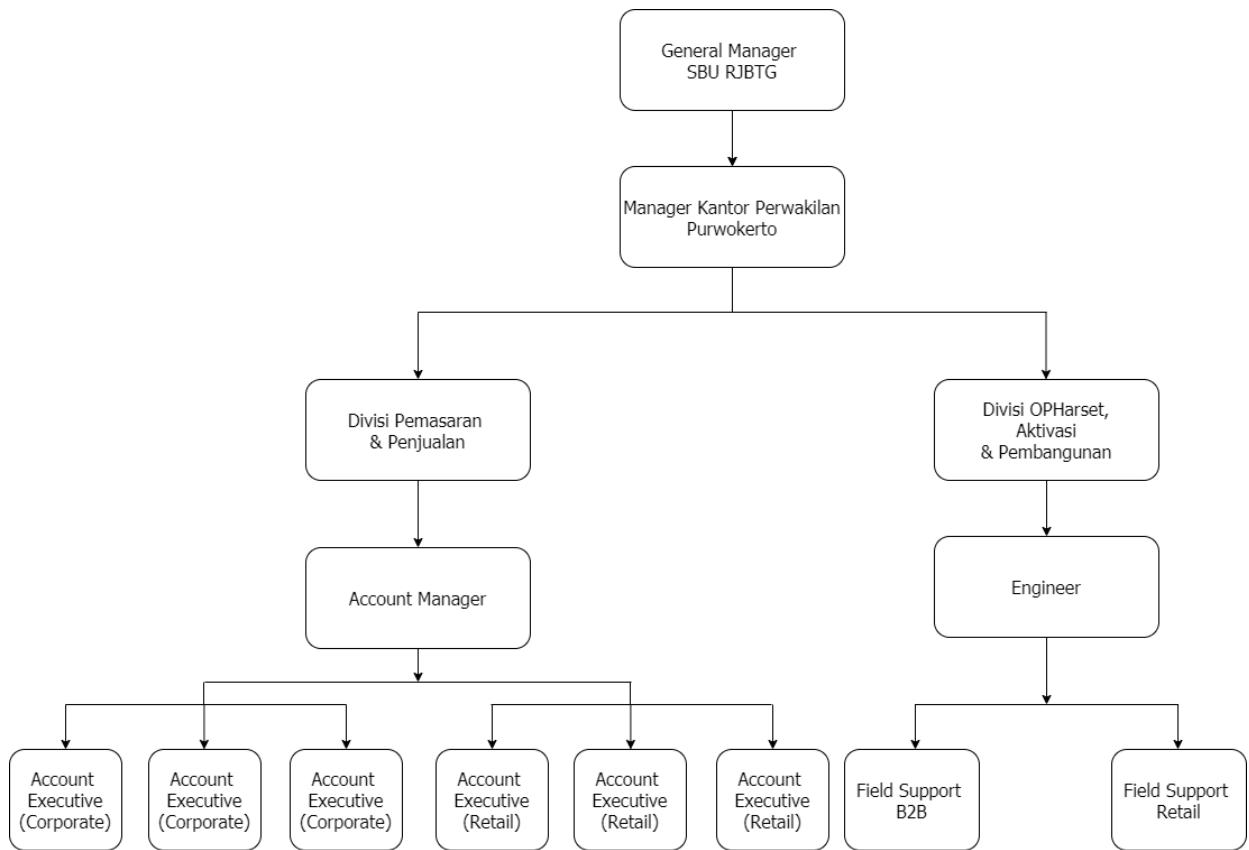 General Manager
SBU RJBTG
Manager Kantor Perwakilan
Purwokerto
Divisi Pemasaran
& Penjualan
Divisi OPHarset,
Aktivasi
& Pembangunan
Account Manager
Engineer
Account
Executive
(Corporate)
Account
Executive
(Corporate)
Account
Executive
(Corporate)
Account
Executive
(Retail)
Account
Executive
(Retail)
Account
Executive
(Retail)
Field Support
B2B
Field Support
Retail